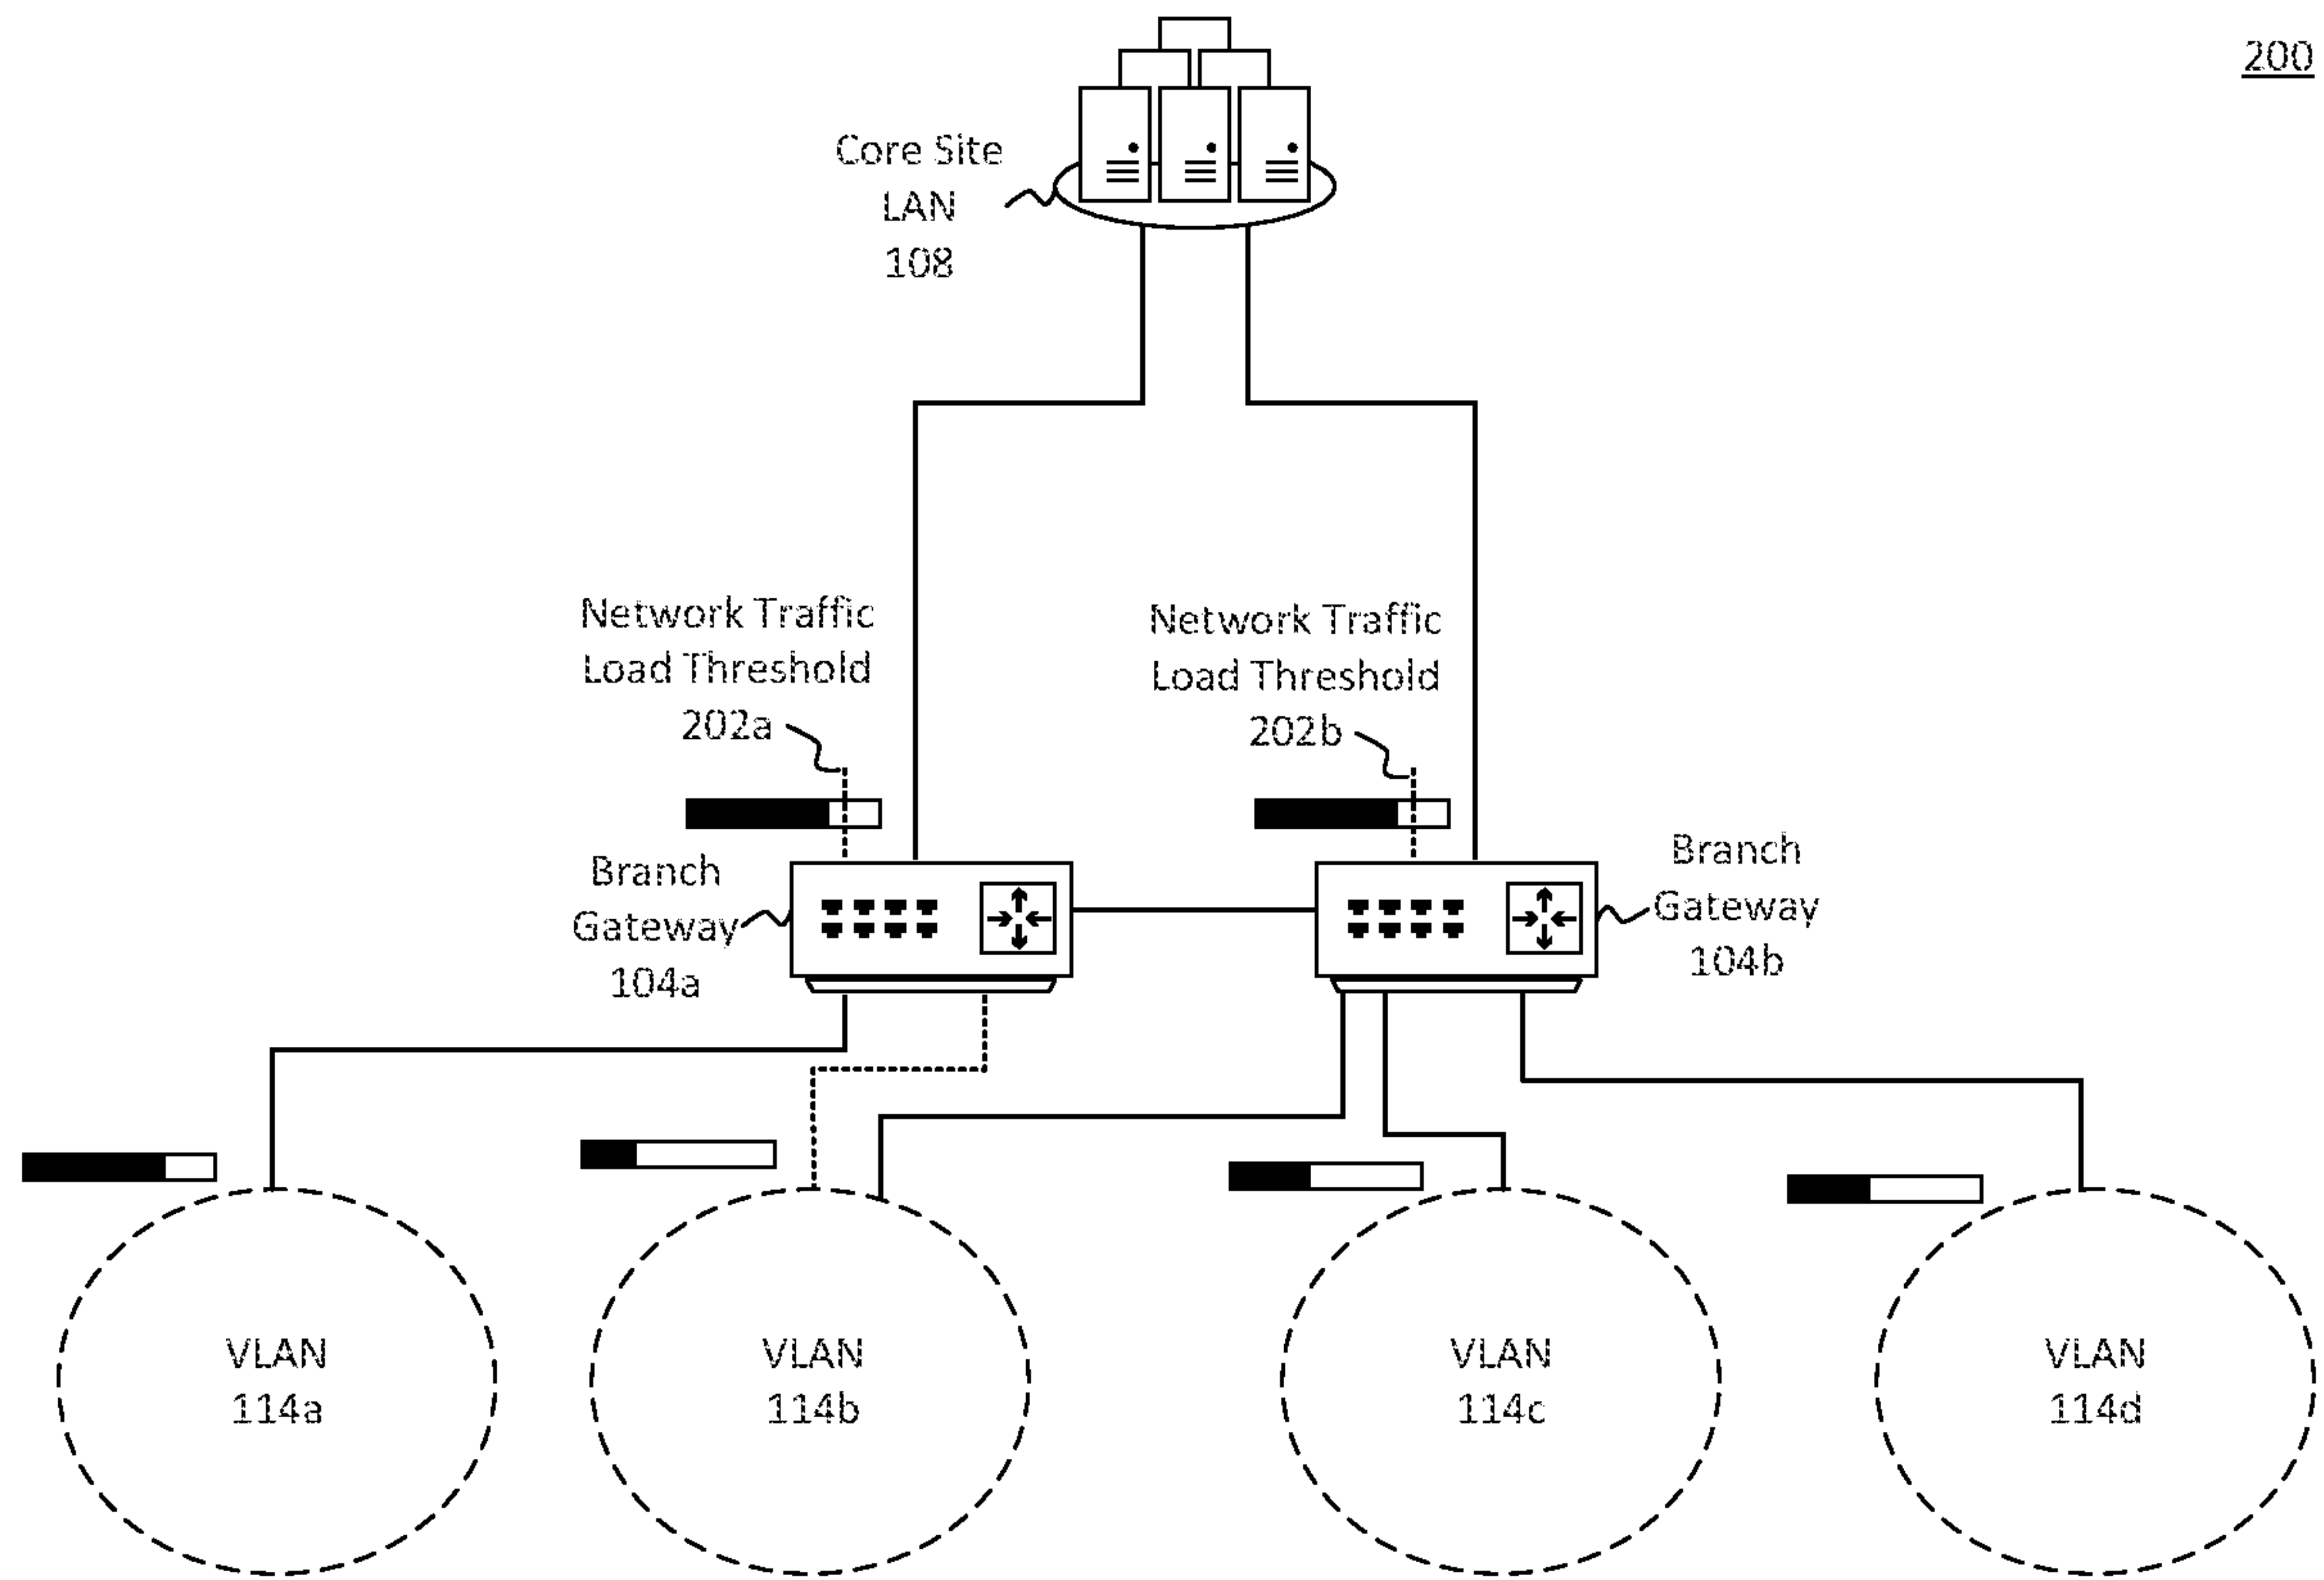 200
Core Site
LAN
108
Network Traffic
Load Threshold
202a
Network Traffic
Load Threshold
202b
Branch
Gateway
104a
Branch
Gateway
104b
VLAN
114a
VLAN
114b
VLAN
114c
VLAN
114d